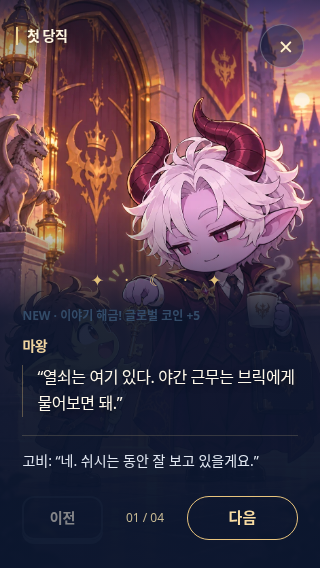 첫 당직
NEW · 이야기 해금! 글로벌 코인 +5
마왕
“열쇠는 여기 있다. 야간 근무는 브릭에게
물어보면 돼.”
고비: “네. 쉬시는 동안 잘 보고 있을게요.”
이전
01 / 04
다음